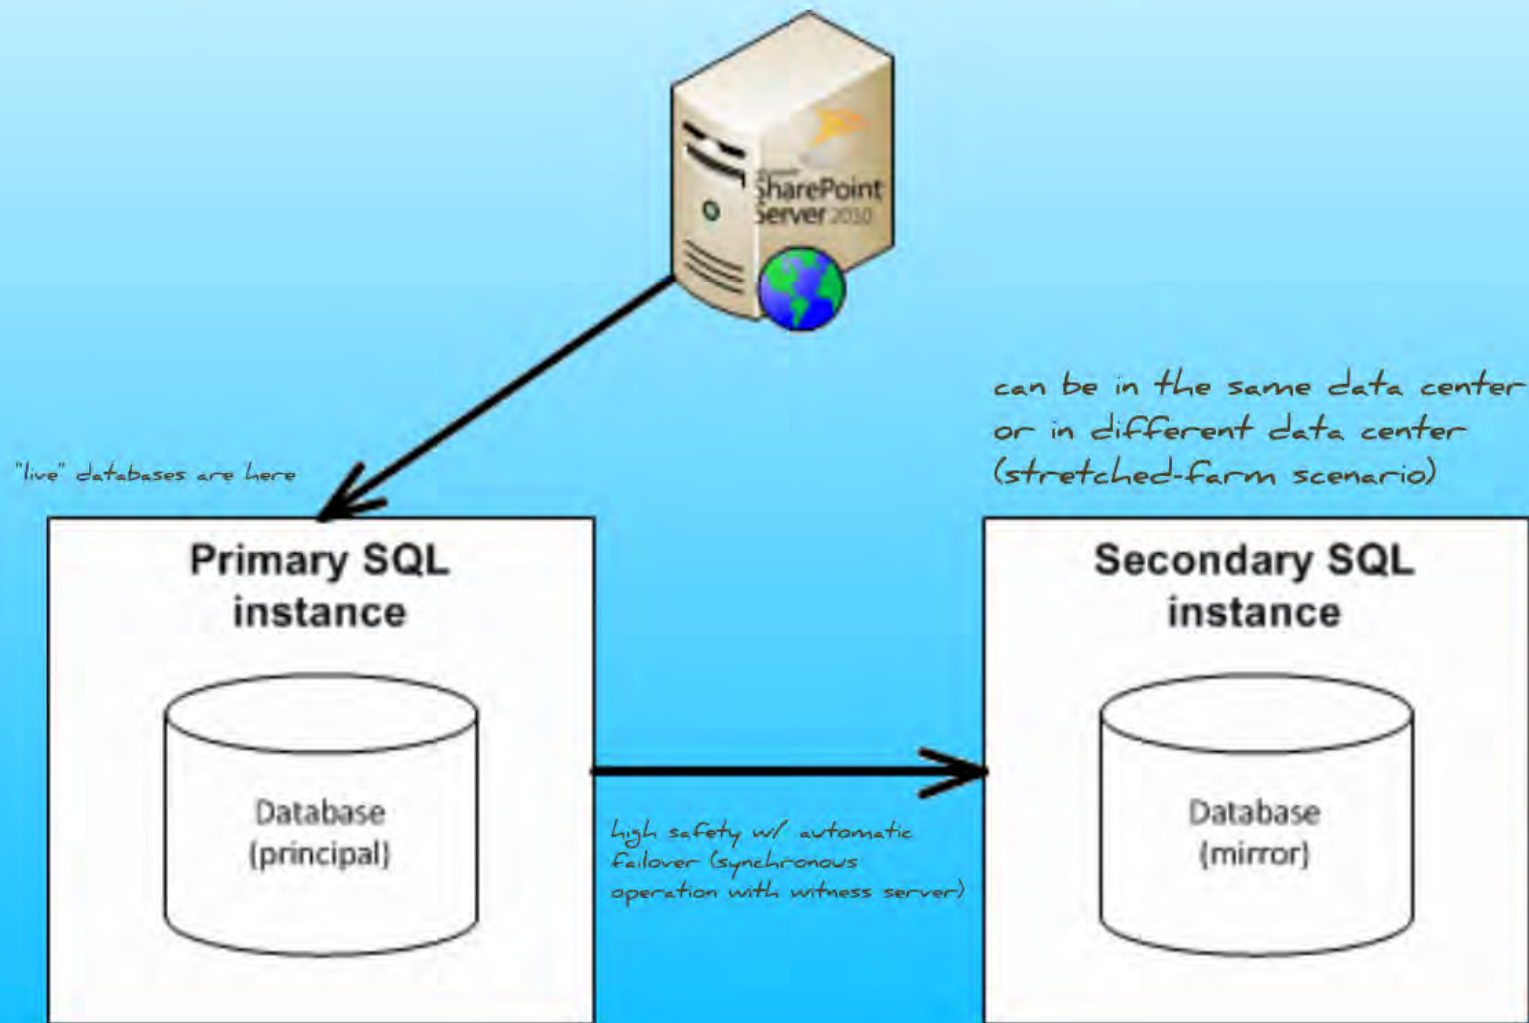 SharePoint
Server 2010
can be in the same data center
or in different data center
(stretched-farm scenario)
"live" databases are here
Primary SQL
instance
Secondary SQL
instance
Database
(principal)
Database
(mirror)
high safety w/ automatic
failover (synchronous
operation with witness server)